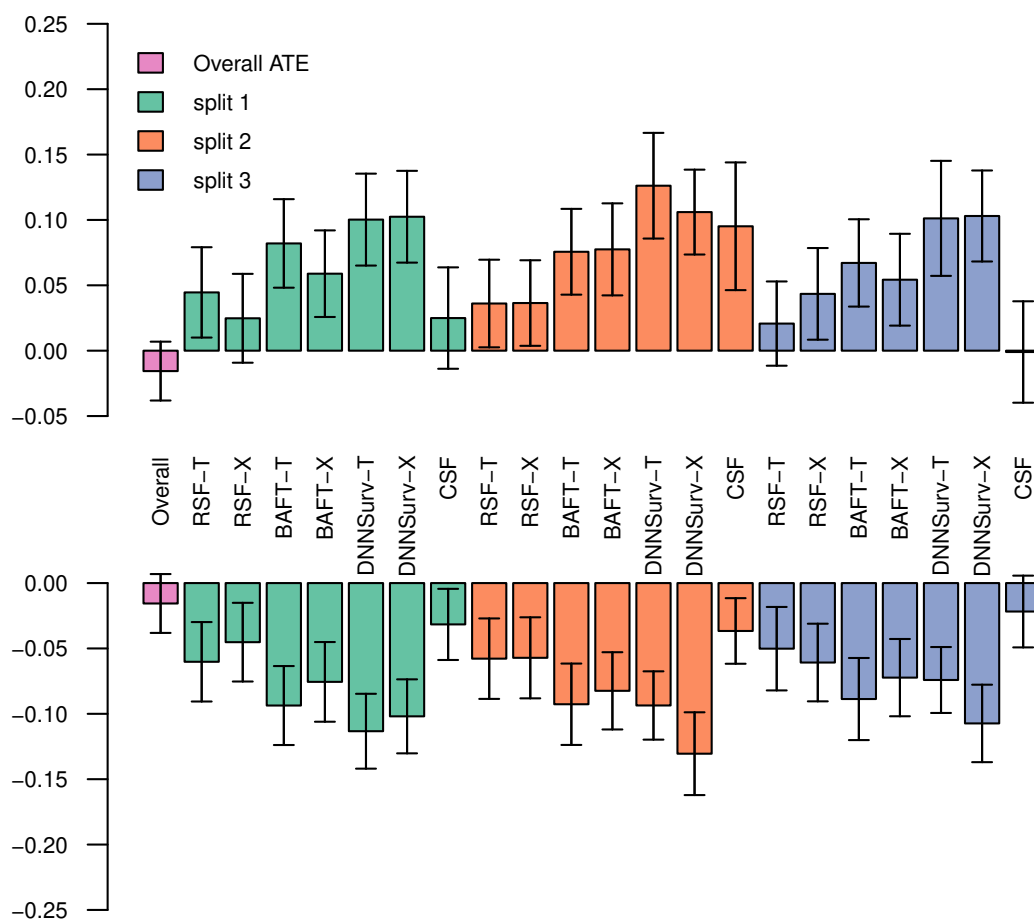 0.25
0.20
0.15
0.10
0.05
0.00
−0.05
Overall ATE
split 1
split 2
split 3
Overall
RSF−T
RSF−X
BAFT−T
BAFT−X
DNNSurv−T
DNNSurv−X
CSF
RSF−T
RSF−X
BAFT−T
BAFT−X
DNNSurv−T
DNNSurv−X
CSF
RSF−T
RSF−X
BAFT−T
BAFT−X
DNNSurv−T
DNNSurv−X
CSF
0.00
−0.05
−0.10
−0.15
−0.20
−0.25